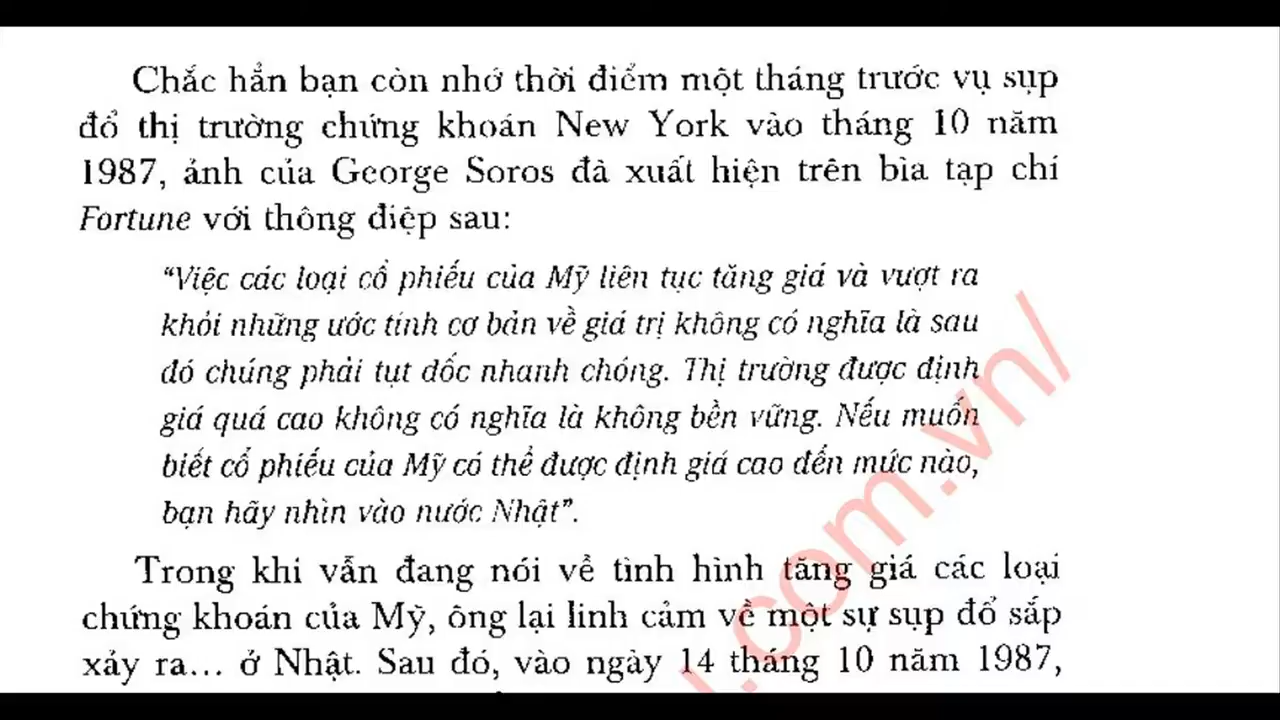 Chắc hẳn bạn còn nhớ thời điểm một tháng trước vụ sụp
đổ thị trường chứng khoán New York vào tháng 10 năm
1987, ảnh của George Soros đã xuất hiện trên bìa tạp chí
Fortune với thông điệp sau:
“Việc các loại cổ phiếu của Mỹ liên tục tăng giá và vượt ra
khỏi những ước tính cơ bản về giá trị không có nghĩa là sau
đó chúng phải tụt dốc nhanh chóng. Thị trường được định
giá quá cao không có nghĩa là không bền vững. Nếu muốn
biết cổ phiếu của Mỹ có thể được định giá cao đến mức nào,
bạn hãy nhìn vào nước Nhật”.
Trong khi vẫn đang nói về tình hình tăng giá các loại
chứng khoán của Mỹ, ông lại linh cảm về một sự sụp đổ sắp
xảy ra... ở Nhật. Sau đó, vào ngày 14 tháng 10 năm 1987,
.com.vn/